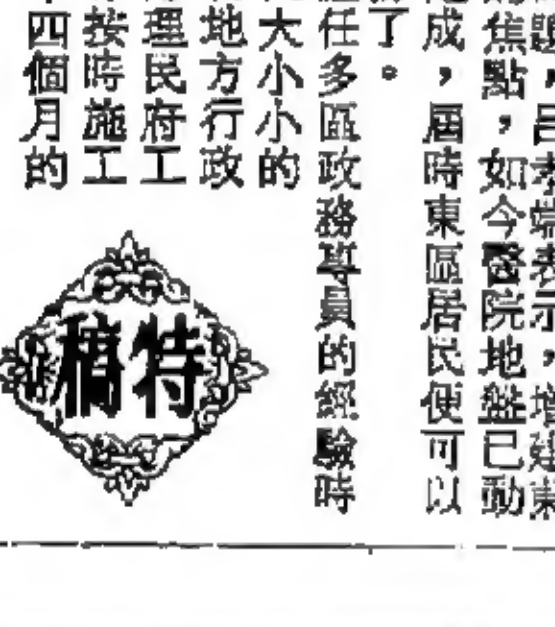 題，呂孝端表示，增建東
焦點，如今醫院地盤已動
成，屆時東區居民便可以
了。
任多區政務專員的經驗時
大小小的
地方行政
理民府工
按時施工
四個月的
特稿